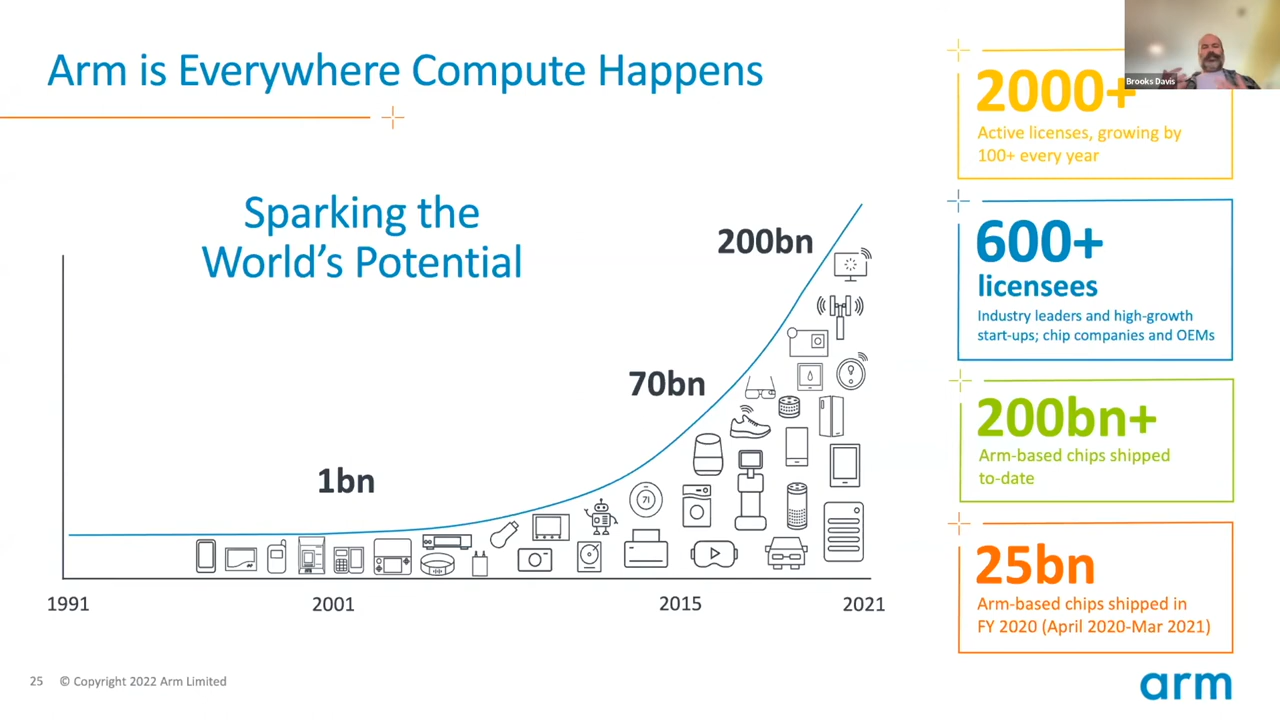 Arm is Everywhere Compute Happens
Brooks Davis
2000+
Active licenses, growing by
100+ every year
Sparking the
World's Potential
200bn
70bn
1bn
1991
2001
2015
2021
600+
licensees
Industry leaders and high-growth
start-ups; chip companies and OEMs
200bn+
Arm-based chips shipped
to-date
25bn
Arm-based chips shipped in
FY 2020 (April 2020-Mar 2021)
25 © Copyright 2022 Arm Limited
arm